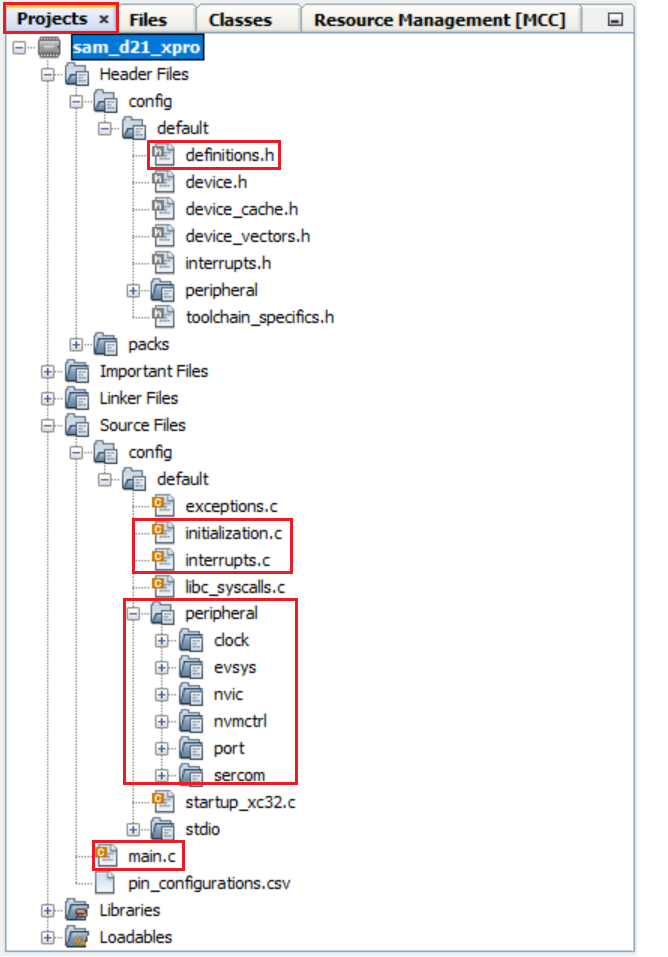 Projects × Files Classes Resource Management [MCC]
sam_d21_xpro
Header Files
config
default
definitions.h
device.h
device_cache.h
device_vectors.h
interrupts.h
peripheral
toolchain_specifics.h
packs
Important Files
Linker Files
Source Files
config
default
exceptions.c
initialization.c
interrupts.c
libc_syscalls.c
peripheral
clock
evsys
nvic
nvmctrl
port
sercom
startup_xc32.c
stdio
main.c
pin_configurations.csv
Libraries
Loadables